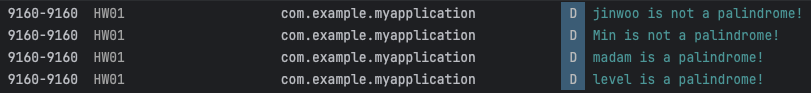 9160-9160 HW01 com.example.myapplication D jinwoo is not a palindrome!
9160-9160 HW01 com.example.myapplication D Min is not a palindrome!
9160-9160 HW01 com.example.myapplication D madam is a palindrome!
9160-9160 HW01 com.example.myapplication D level is a palindrome!